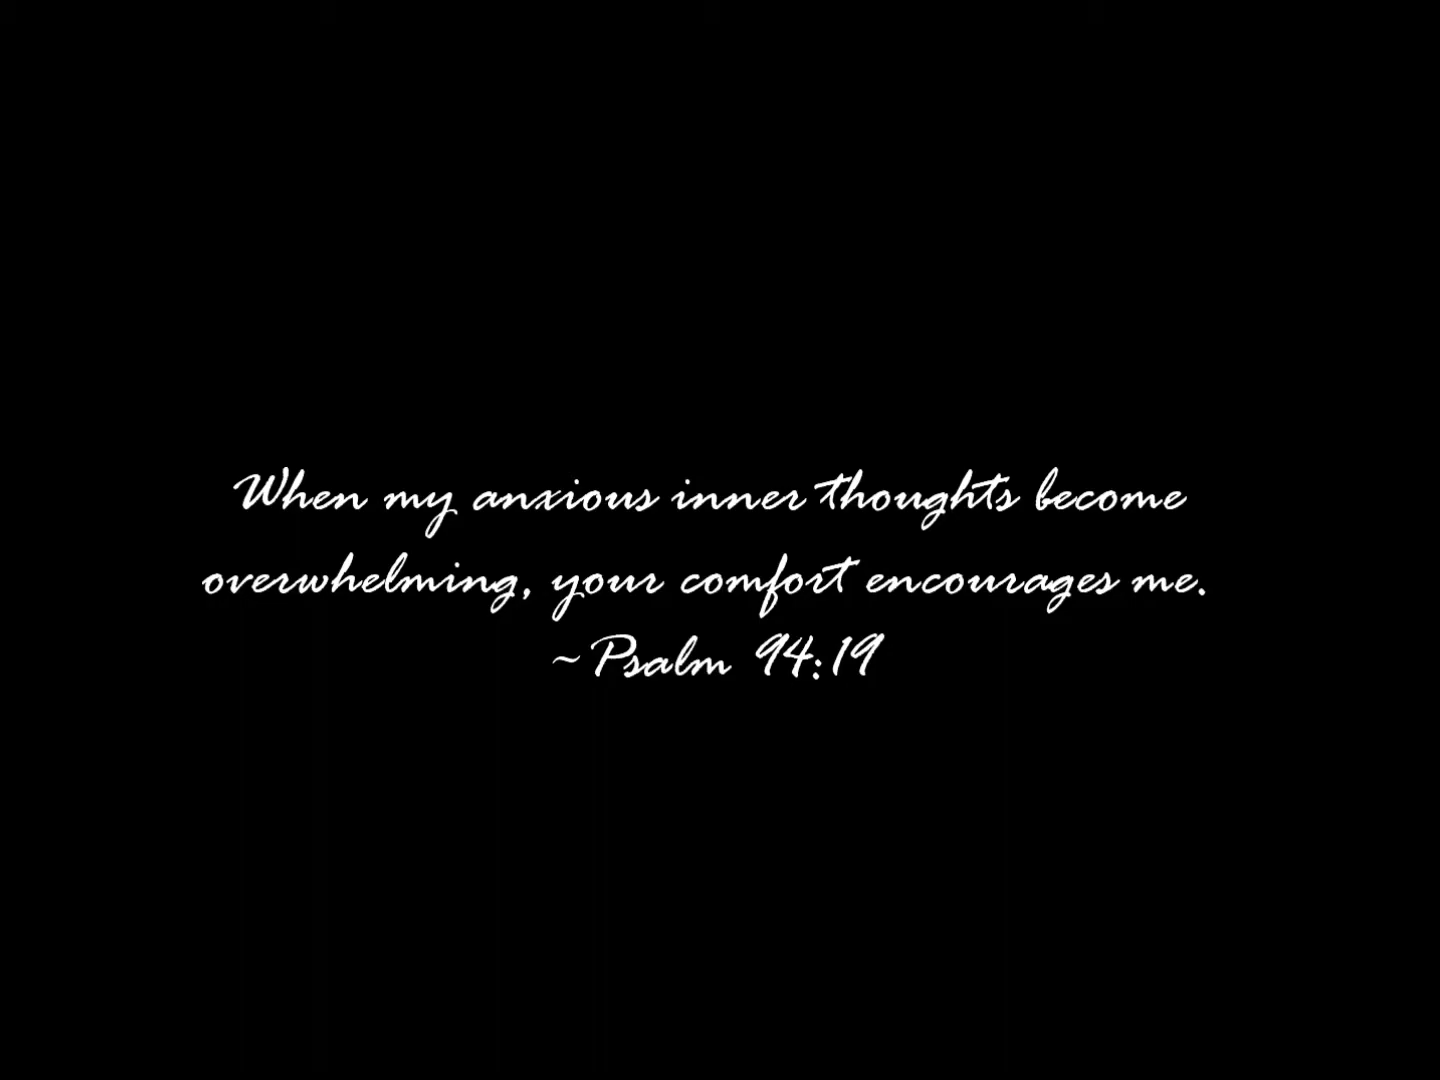 When my anxious inner thoughts become
overwhelming, your comfort encourages me.
~Psalm 94:19